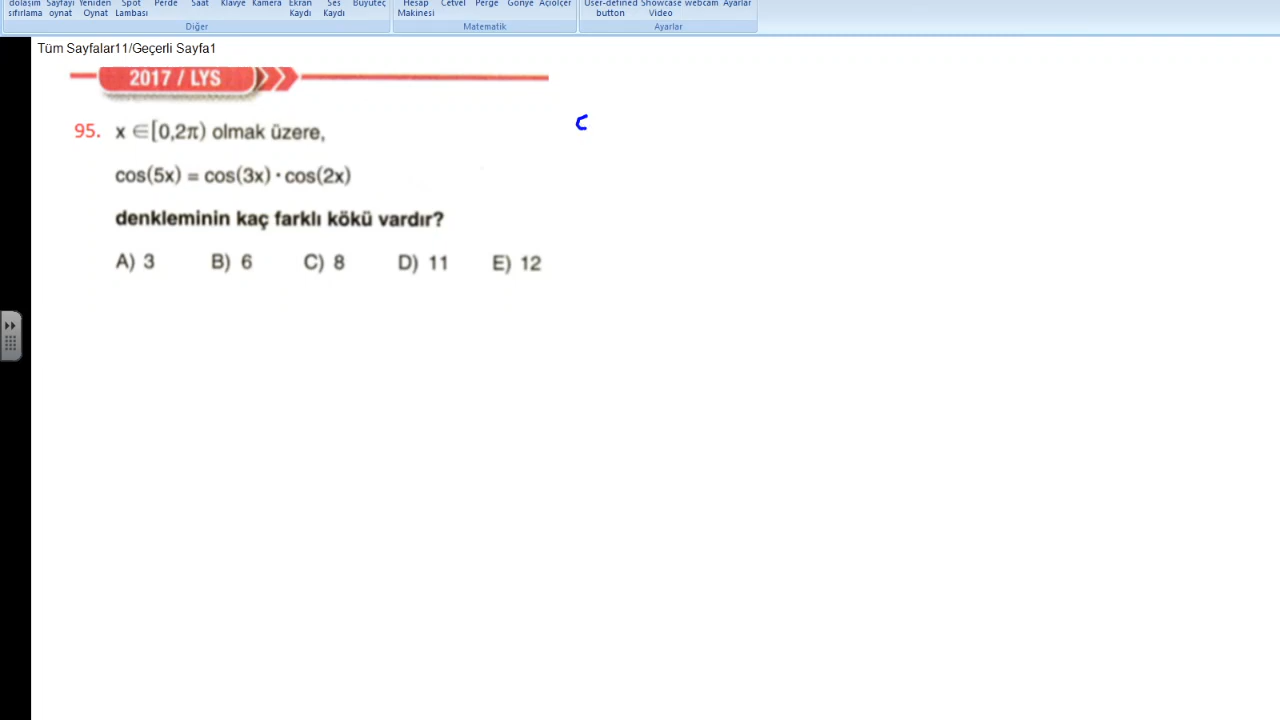 dolaşım Sayfayı Yeniden Spot Perde Saat Klavye Kamera Ekran Ses Büyüteç Hesap Cetvel Perge Gönye Açıölçer User-defined Showcase webcam Ayarlar
sıfırlama oynat Oynat Lambası Kaydı Kaydı Makinesi button Video
Diğer Matematik Ayarlar
Tüm Sayfalar11/Geçerli Sayfa1
2017 / LYS
95. x ∈[0,2π) olmak üzere,
cos(5x) = cos(3x) · cos(2x)
denkleminin kaç farklı kökü vardır?
A) 3 B) 6 C) 8 D) 11 E) 12
c